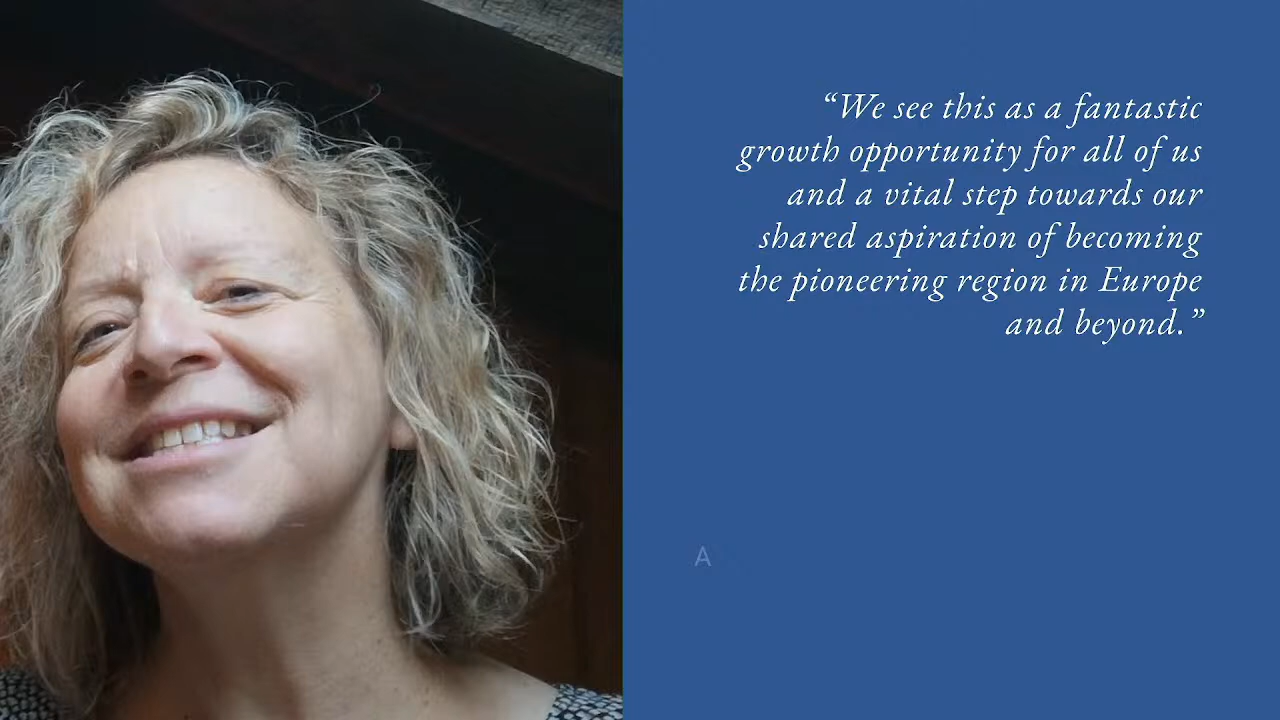 “We see this as a fantastic
growth opportunity for all of us
and a vital step towards our
shared aspiration of becoming
the pioneering region in Europe
and beyond.”
A